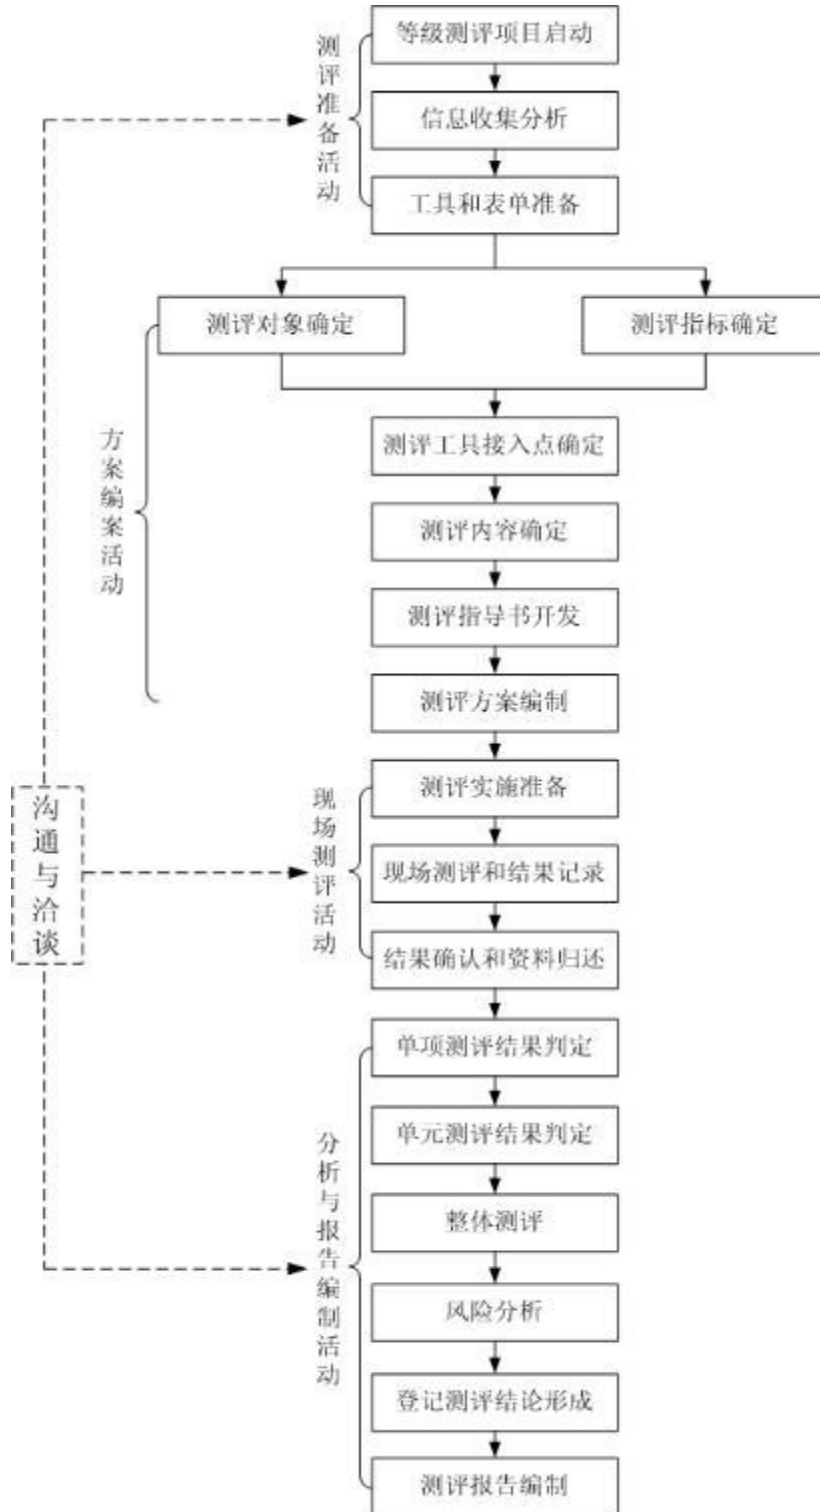 等级测评项目启动
测评准备活动
信息收集分析
工具和表单准备
测评对象确定
测评指标确定
方案编案活动
测评工具接入点确定
测评内容确定
测评指导书开发
测评方案编制
沟通与洽谈
现场测评活动
测评实施准备
现场测评和结果记录
结果确认和资料归还
分析与报告编制活动
单项测评结果判定
单元测评结果判定
整体测评
风险分析
登记测评结论形成
测评报告编制